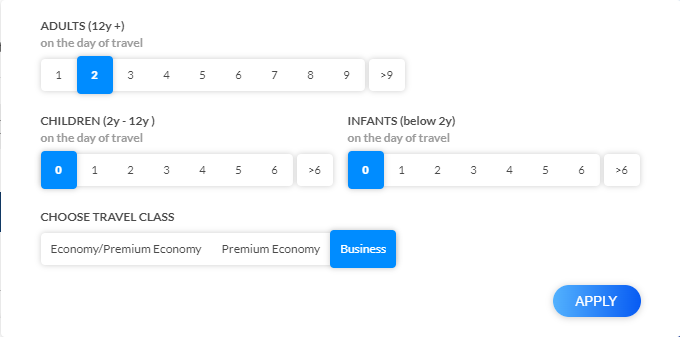 ADULTS (12y +)
on the day of travel
1 2 3 4 5 6 7 8 9 >9
CHILDREN (2y - 12y )
on the day of travel
0 1 2 3 4 5 6 >6
INFANTS (below 2y)
on the day of travel
0 1 2 3 4 5 6 >6
CHOOSE TRAVEL CLASS
Economy/Premium Economy Premium Economy Business
APPLY